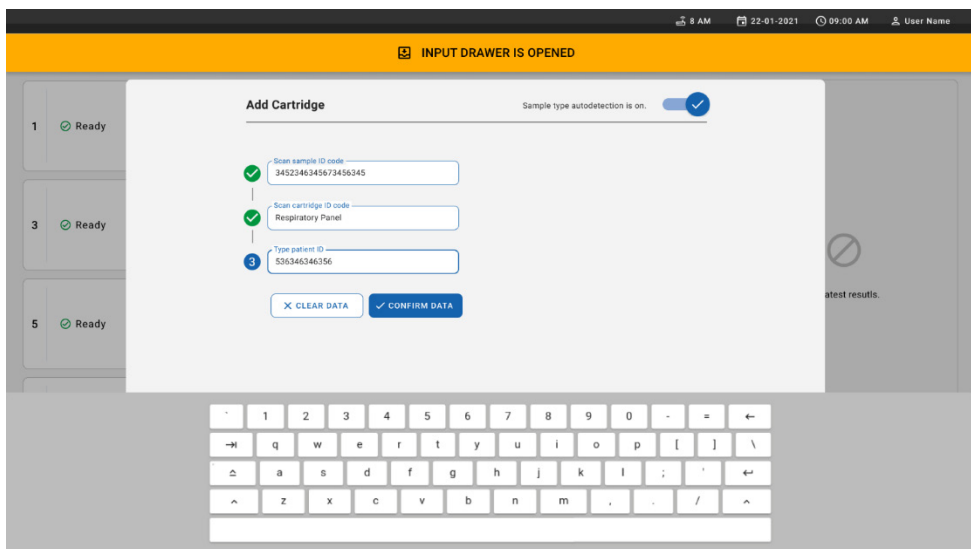 8 AM 22-01-2021 09:00 AM User Name
INPUT DRAWER IS OPENED
Add Cartridge
Sample type autodetection is on.
1 Ready
Scan sample ID code
3452346345673456345
Scan cartridge ID code
Respiratory Panel
3 Ready
Type patient ID
3 536346346356
atest resutls.
CLEAR DATA CONFIRM DATA
5 Ready
` 1 2 3 4 5 6 7 8 9 0 - =
q w e r t y u i o p [ ] \
a s d f g h j k l ; '
z x c v b n m , . /